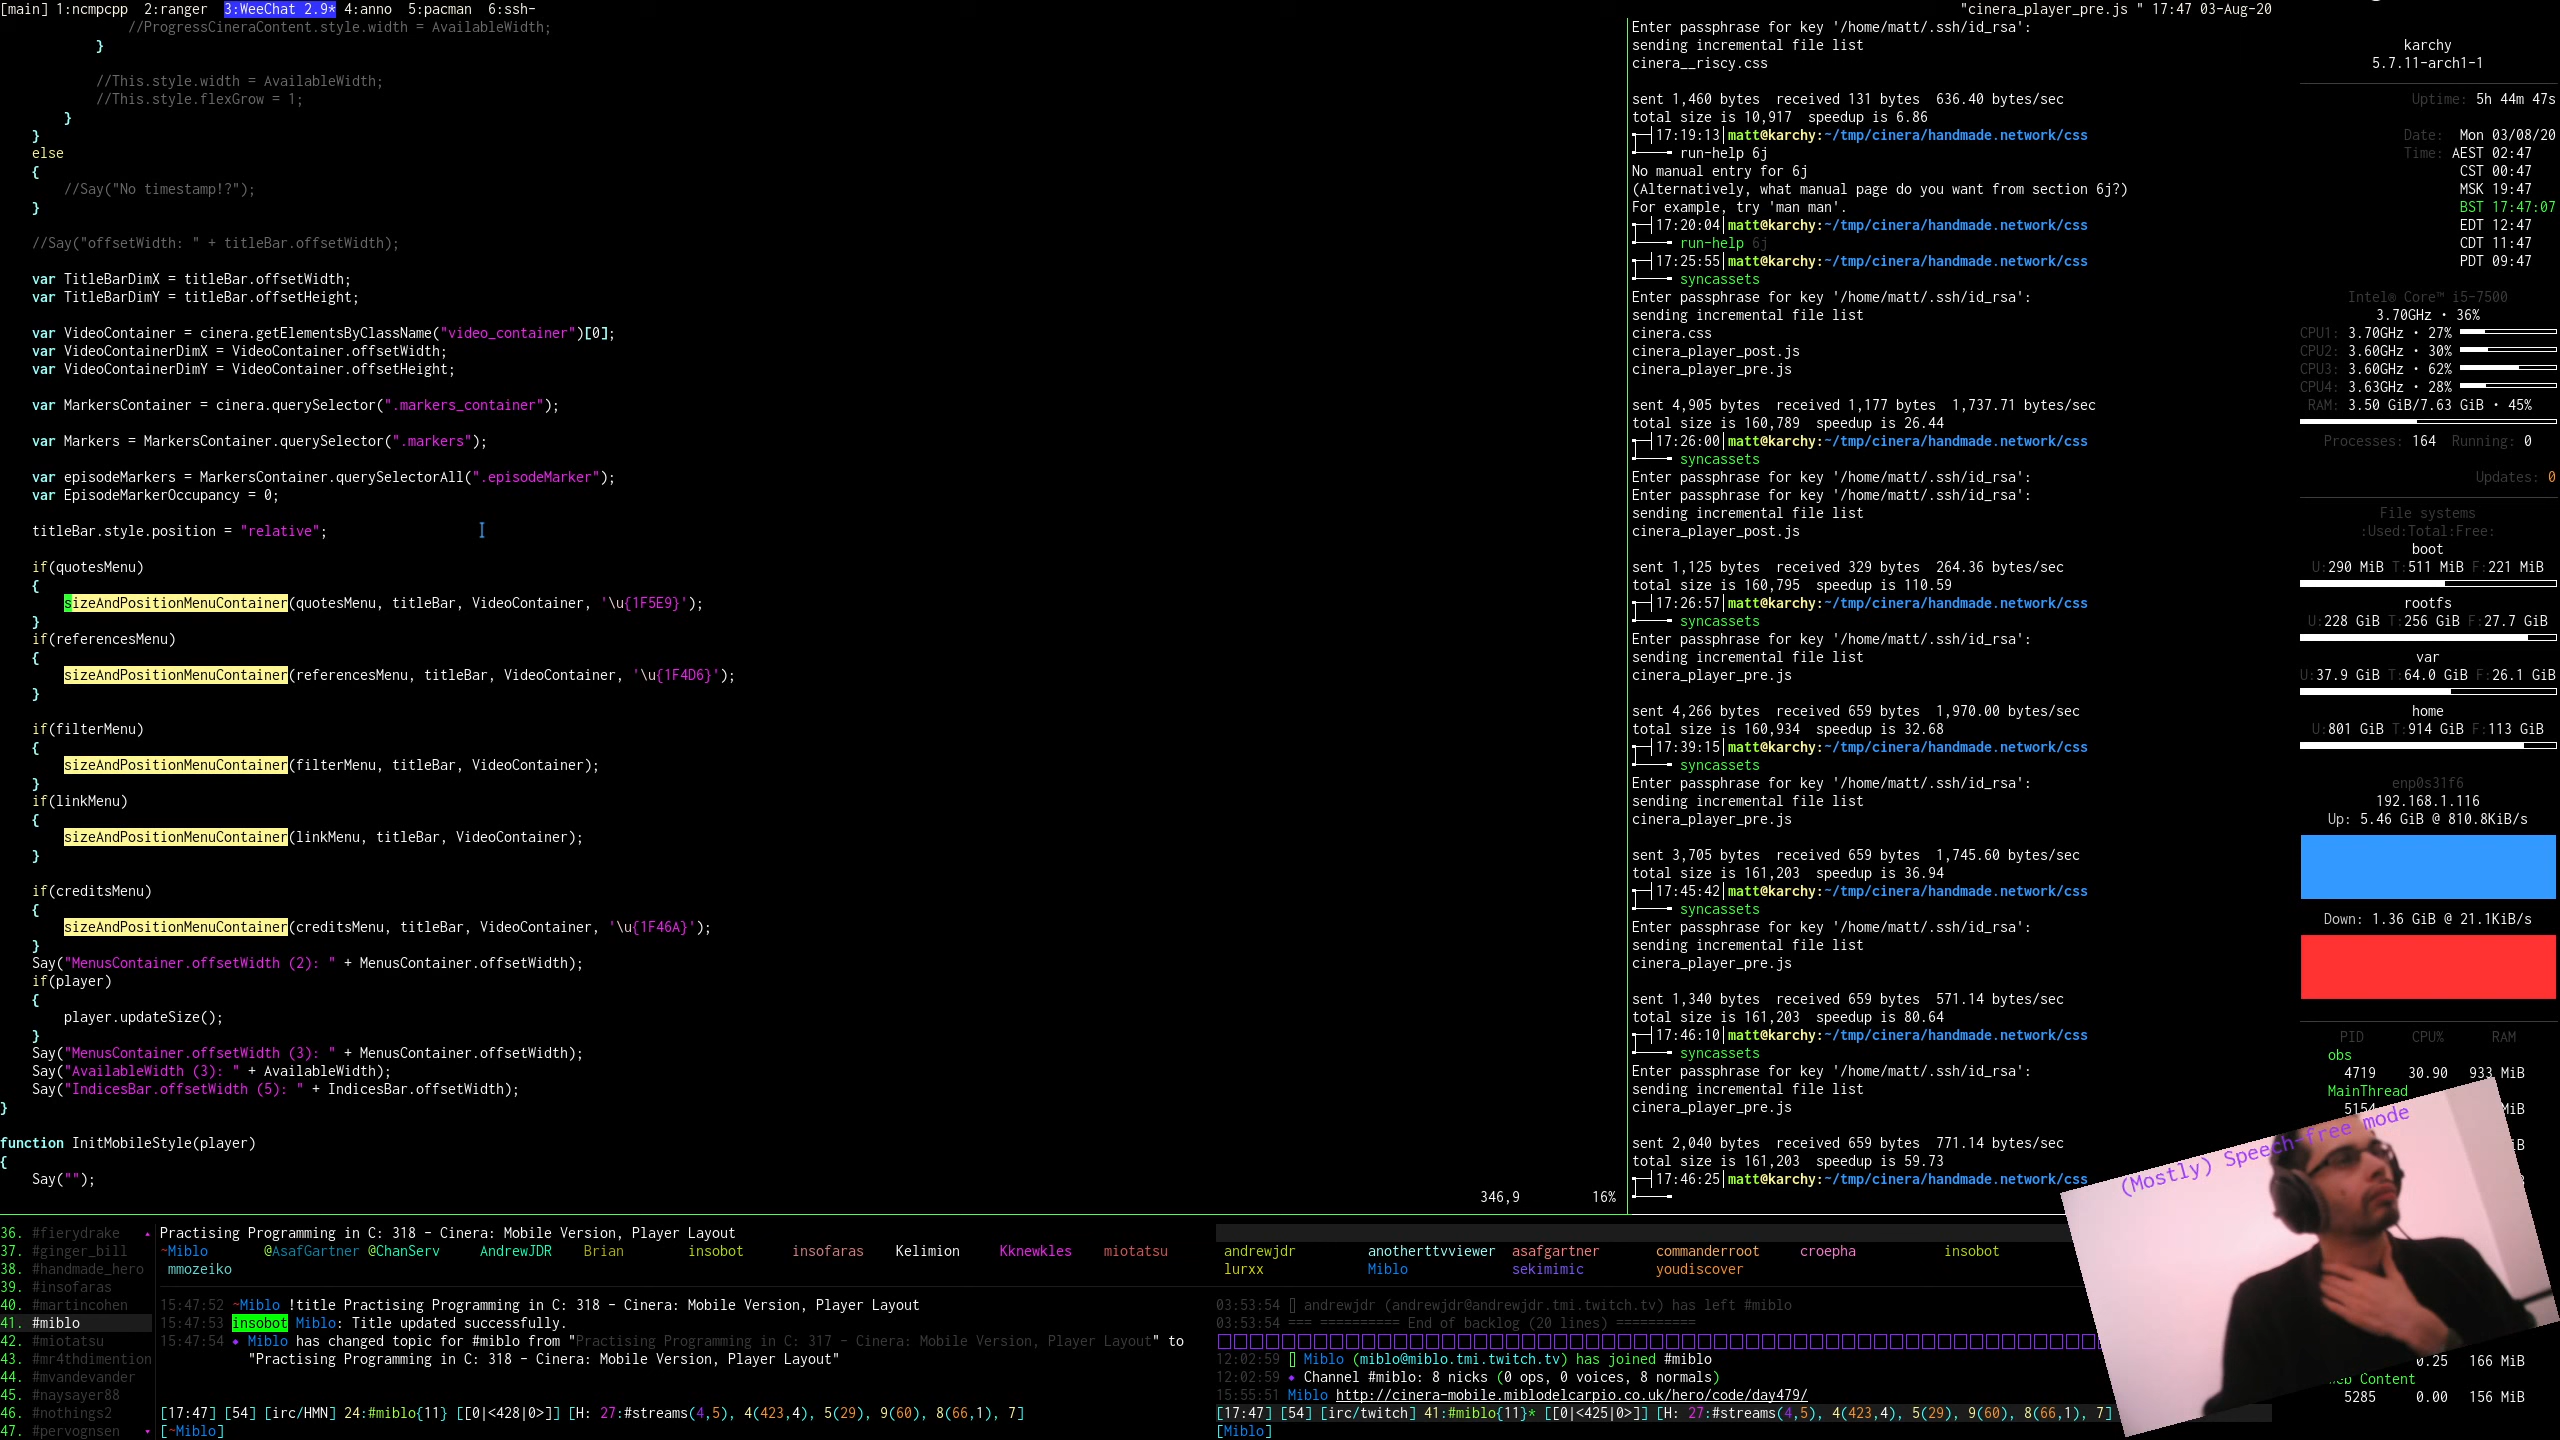 [main] 1:ncmpcpp  2:ranger  3:WeeChat 2.9* 4:anno  5:pacman  6:ssh-
"cinera_player_pre.js " 17:47 03-Aug-20
            //ProgressCineraContent.style.width = AvailableWidth;
        }
        //This.style.width = AvailableWidth;
        //This.style.flexGrow = 1;
    }
}
else
{
    //Say("No timestamp!?");
}
//Say("offsetWidth: " + titleBar.offsetWidth);
var TitleBarDimX = titleBar.offsetWidth;
var TitleBarDimY = titleBar.offsetHeight;
var VideoContainer = cinera.getElementsByClassName("video_container")[0];
var VideoContainerDimX = VideoContainer.offsetWidth;
var VideoContainerDimY = VideoContainer.offsetHeight;
var MarkersContainer = cinera.querySelector(".markers_container");
var Markers = MarkersContainer.querySelector(".markers");
var episodeMarkers = MarkersContainer.querySelectorAll(".episodeMarker");
var EpisodeMarkerOccupancy = 0;
titleBar.style.position = "relative";
if(quotesMenu)
{
    sizeAndPositionMenuContainer(quotesMenu, titleBar, VideoContainer, '\u{1F5E9}');
}
if(referencesMenu)
{
    sizeAndPositionMenuContainer(referencesMenu, titleBar, VideoContainer, '\u{1F4D6}');
}
if(filterMenu)
{
    sizeAndPositionMenuContainer(filterMenu, titleBar, VideoContainer);
}
if(linkMenu)
{
    sizeAndPositionMenuContainer(linkMenu, titleBar, VideoContainer);
}
if(creditsMenu)
{
    sizeAndPositionMenuContainer(creditsMenu, titleBar, VideoContainer, '\u{1F46A}');
}
Say("MenusContainer.offsetWidth (2): " + MenusContainer.offsetWidth);
if(player)
{
    player.updateSize();
}
Say("MenusContainer.offsetWidth (3): " + MenusContainer.offsetWidth);
Say("AvailableWidth (3): " + AvailableWidth);
Say("IndicesBar.offsetWidth (5): " + IndicesBar.offsetWidth);
}
function InitMobileStyle(player)
{
    Say("");
346,9         16%
Enter passphrase for key '/home/matt/.ssh/id_rsa':
sending incremental file list
cinera__riscy.css
sent 1,460 bytes  received 131 bytes  636.40 bytes/sec
total size is 10,917  speedup is 6.86
17:19:13|matt@karchy:~/tmp/cinera/handmade.network/css
run-help 6j
No manual entry for 6j
(Alternatively, what manual page do you want from section 6j?)
For example, try 'man man'.
17:20:04|matt@karchy:~/tmp/cinera/handmade.network/css
run-help 6j
17:25:55|matt@karchy:~/tmp/cinera/handmade.network/css
syncassets
Enter passphrase for key '/home/matt/.ssh/id_rsa':
sending incremental file list
cinera.css
cinera_player_post.js
cinera_player_pre.js
sent 4,905 bytes  received 1,177 bytes  1,737.71 bytes/sec
total size is 160,789  speedup is 26.44
17:26:00|matt@karchy:~/tmp/cinera/handmade.network/css
syncassets
Enter passphrase for key '/home/matt/.ssh/id_rsa':
Enter passphrase for key '/home/matt/.ssh/id_rsa':
sending incremental file list
cinera_player_post.js
sent 1,125 bytes  received 329 bytes  264.36 bytes/sec
total size is 160,795  speedup is 110.59
17:26:57|matt@karchy:~/tmp/cinera/handmade.network/css
syncassets
Enter passphrase for key '/home/matt/.ssh/id_rsa':
sending incremental file list
cinera_player_pre.js
sent 4,266 bytes  received 659 bytes  1,970.00 bytes/sec
total size is 160,934  speedup is 32.68
17:39:15|matt@karchy:~/tmp/cinera/handmade.network/css
syncassets
Enter passphrase for key '/home/matt/.ssh/id_rsa':
sending incremental file list
cinera_player_pre.js
sent 3,705 bytes  received 659 bytes  1,745.60 bytes/sec
total size is 161,203  speedup is 36.94
17:45:42|matt@karchy:~/tmp/cinera/handmade.network/css
syncassets
Enter passphrase for key '/home/matt/.ssh/id_rsa':
sending incremental file list
cinera_player_pre.js
sent 1,340 bytes  received 659 bytes  571.14 bytes/sec
total size is 161,203  speedup is 80.64
17:46:10|matt@karchy:~/tmp/cinera/handmade.network/css
syncassets
Enter passphrase for key '/home/matt/.ssh/id_rsa':
sending incremental file list
cinera_player_pre.js
sent 2,040 bytes  received 659 bytes  771.14 bytes/sec
total size is 161,203  speedup is 59.73
17:46:25|matt@karchy:~/tmp/cinera/handmade.network/css
karchy
5.7.11-arch1-1
Uptime: 5h 44m 47s
Date: Mon 03/08/20
Time: AEST 02:47
CST 00:47
MSK 19:47
BST 17:47:07
EDT 12:47
CDT 11:47
PDT 09:47
Intel® Core™ i5-7500
3.70GHz • 36%
CPU1: 3.70GHz • 27%
CPU2: 3.60GHz • 30%
CPU3: 3.60GHz • 62%
CPU4: 3.63GHz • 28%
RAM: 3.50 GiB/7.63 GiB • 45%
Processes: 164  Running: 0
Updates: 0
File systems
:Used:Total:Free:
boot
U:290 MiB T:511 MiB F:221 MiB
rootfs
U:228 GiB T:256 GiB F:27.7 GiB
var
U:37.9 GiB T:64.0 GiB F:26.1 GiB
home
U:801 GiB T:914 GiB F:113 GiB
enp0s31f6
192.168.1.116
Up: 5.46 GiB @ 810.8KiB/s
Down: 1.36 GiB @ 21.1KiB/s
PID  CPU%  RAM
obs
4719  30.90  933 MiB
MainThread
5154  MiB
(Mostly) Speech-free mode
0.25  166 MiB
Web Content
5285  0.00  156 MiB
36. #fierydrake
37. #ginger_bill
38. #handmade_hero
39. #insofaras
40. #martincohen
41. #miblo
42. #miotatsu
43. #mr4thdimention
44. #mvandevander
45. #naysayer88
46. #nothings2
47. #pervognsen
Practising Programming in C: 318 – Cinera: Mobile Version, Player Layout
~Miblo  @AsafGartner @ChanServ  AndrewJDR  Brian  insobot  insofaras  Kelimion  Kknewkles  miotatsu
mmozeiko
15:47:52 ~Miblo !title Practising Programming in C: 318 – Cinera: Mobile Version, Player Layout
15:47:53 insobot Miblo: Title updated successfully.
15:47:54 ◆ Miblo has changed topic for #miblo from "Practising Programming in C: 317 – Cinera: Mobile Version, Player Layout" to
"Practising Programming in C: 318 – Cinera: Mobile Version, Player Layout"
[17:47] [54] [irc/HMN] 24:#miblo{11} [[0|<428|0>]] [H: 27:#streams(4,5), 4(423,4), 5(29), 9(60), 8(66,1), 7]
[~Miblo]
andrewjdr  anotherttvviewer  asafgartner  commanderroot  croepha  insobot
lurxx  Miblo  sekimimic  youdiscover
03:53:54 andrewjdr (andrewjdr@andrewjdr.tmi.twitch.tv) has left #miblo
03:53:54 === ========== End of backlog (20 lines) ==========
12:02:59 Miblo (miblo@miblo.tmi.twitch.tv) has joined #miblo
12:02:59 ◆ Channel #miblo: 8 nicks (0 ops, 0 voices, 8 normals)
15:55:51 Miblo http://cinera-mobile.miblodelcarpio.co.uk/hero/code/day479/
[17:47] [54] [irc/twitch] 41:#miblo{11}* [[0|<425|0>]] [H: 27:#streams(4,5), 4(423,4), 5(29), 9(60), 8(66,1), 7]
[Miblo]